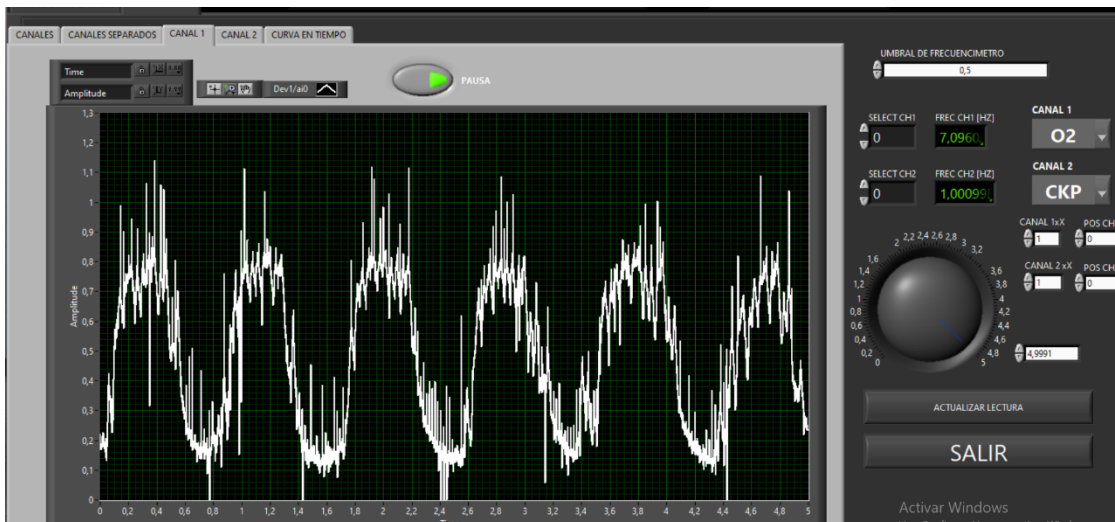 CANALES CANALES SEPARADOS CANAL 1 CANAL 2 CURVA EN TIEMPO
Time
Amplitude
Dev1/ai0
PAUSA
Amplitude
1,3
1,2
1,1
1
0,9
0,8
0,7
0,6
0,5
0,4
0,3
0,2
0,1
0
0 0,2 0,4 0,6 0,8 1 1,2 1,4 1,6 1,8 2 2,2 2,4 2,6 2,8 3 3,2 3,4 3,6 3,8 4 4,2 4,4 4,6 4,8 5
UMBRAL DE FRECUENCIMETRO
0,5
SELECT CH1 FREC CH1 [HZ] CANAL 1
0 7,0960 O2
SELECT CH2 FREC CH2 [HZ] CANAL 2
0 1,00099 CKP
CANAL 1xX POS CH
1 0
CANAL 2 xX POS CH
1 0
0 0,2 0,4 0,6 0,8 1 1,2 1,4 1,6 2 2,2 2,4 2,6 2,8 3 3,2 3,6 3,8 4 4,2 4,4 4,6 4,8 5
4,9991
ACTUALIZAR LECTURA
SALIR
Activar Windows